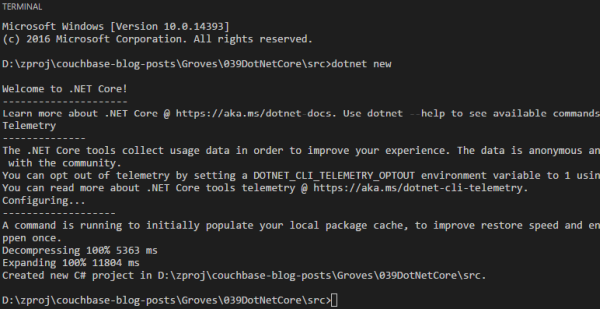 TERMINAL
Microsoft Windows [Version 10.0.14393]
(c) 2016 Microsoft Corporation. All rights reserved.
D:\zproj\couchbase-blog-posts\Groves\039DotNetCore\src>dotnet new
Welcome to .NET Core!
---------------------
Learn more about .NET Core @ https://aka.ms/dotnet-docs. Use dotnet --help to see available commands
Telemetry
--------------
The .NET Core tools collect usage data in order to improve your experience. The data is anonymous an
with the community.
You can opt out of telemetry by setting a DOTNET_CLI_TELEMETRY_OPTOUT environment variable to 1 usin
You can read more about .NET Core tools telemetry @ https://aka.ms/dotnet-cli-telemetry.
Configuring...
-------------------
A command is running to initially populate your local package cache, to improve restore speed and en
ppen once.
Decompressing 100% 5363 ms
Expanding 100% 11804 ms
Created new C# project in D:\zproj\couchbase-blog-posts\Groves\039DotNetCore\src.
D:\zproj\couchbase-blog-posts\Groves\039DotNetCore\src>